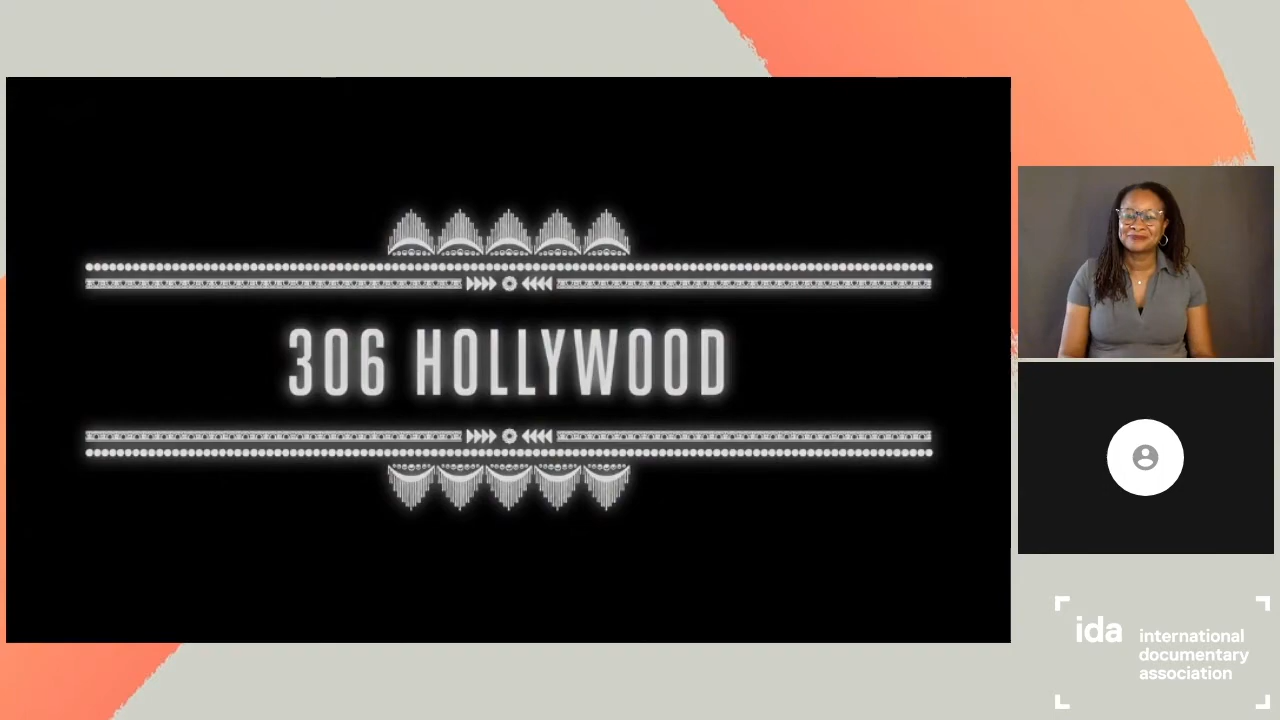 306 HOLLYWOOD
ida
international
documentary
association